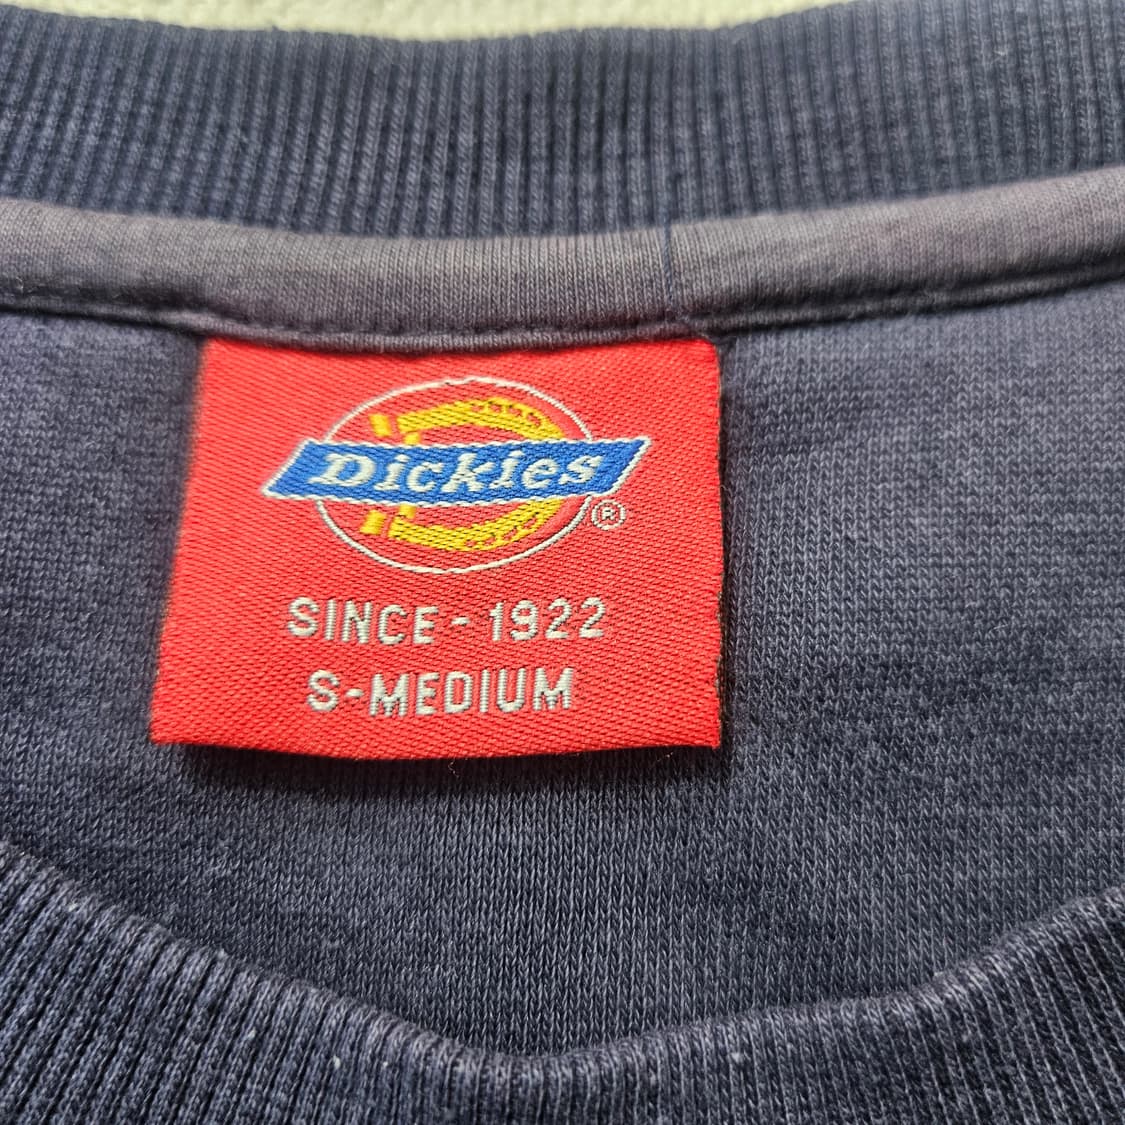 Dickies
®
SINCE - 1922
S-MEDIUM